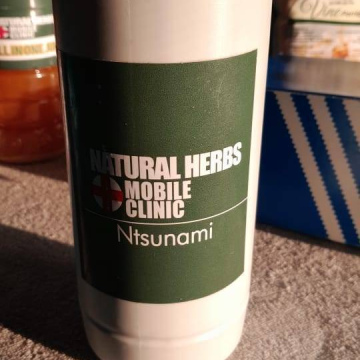 NATURAL HERBS
MOBILE
CLINIC
Ntsunami